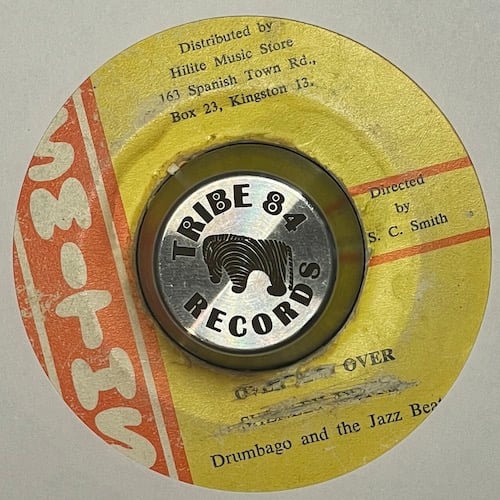 Distributed by
Hilite Music Store
163 Spanish Town Rd.,
Box 23, Kingston 13.
SMITHS
TRIBE 84
RECORDS
Directed
by
S. C. Smith
OVER
Drumbago and the Jazz Beat